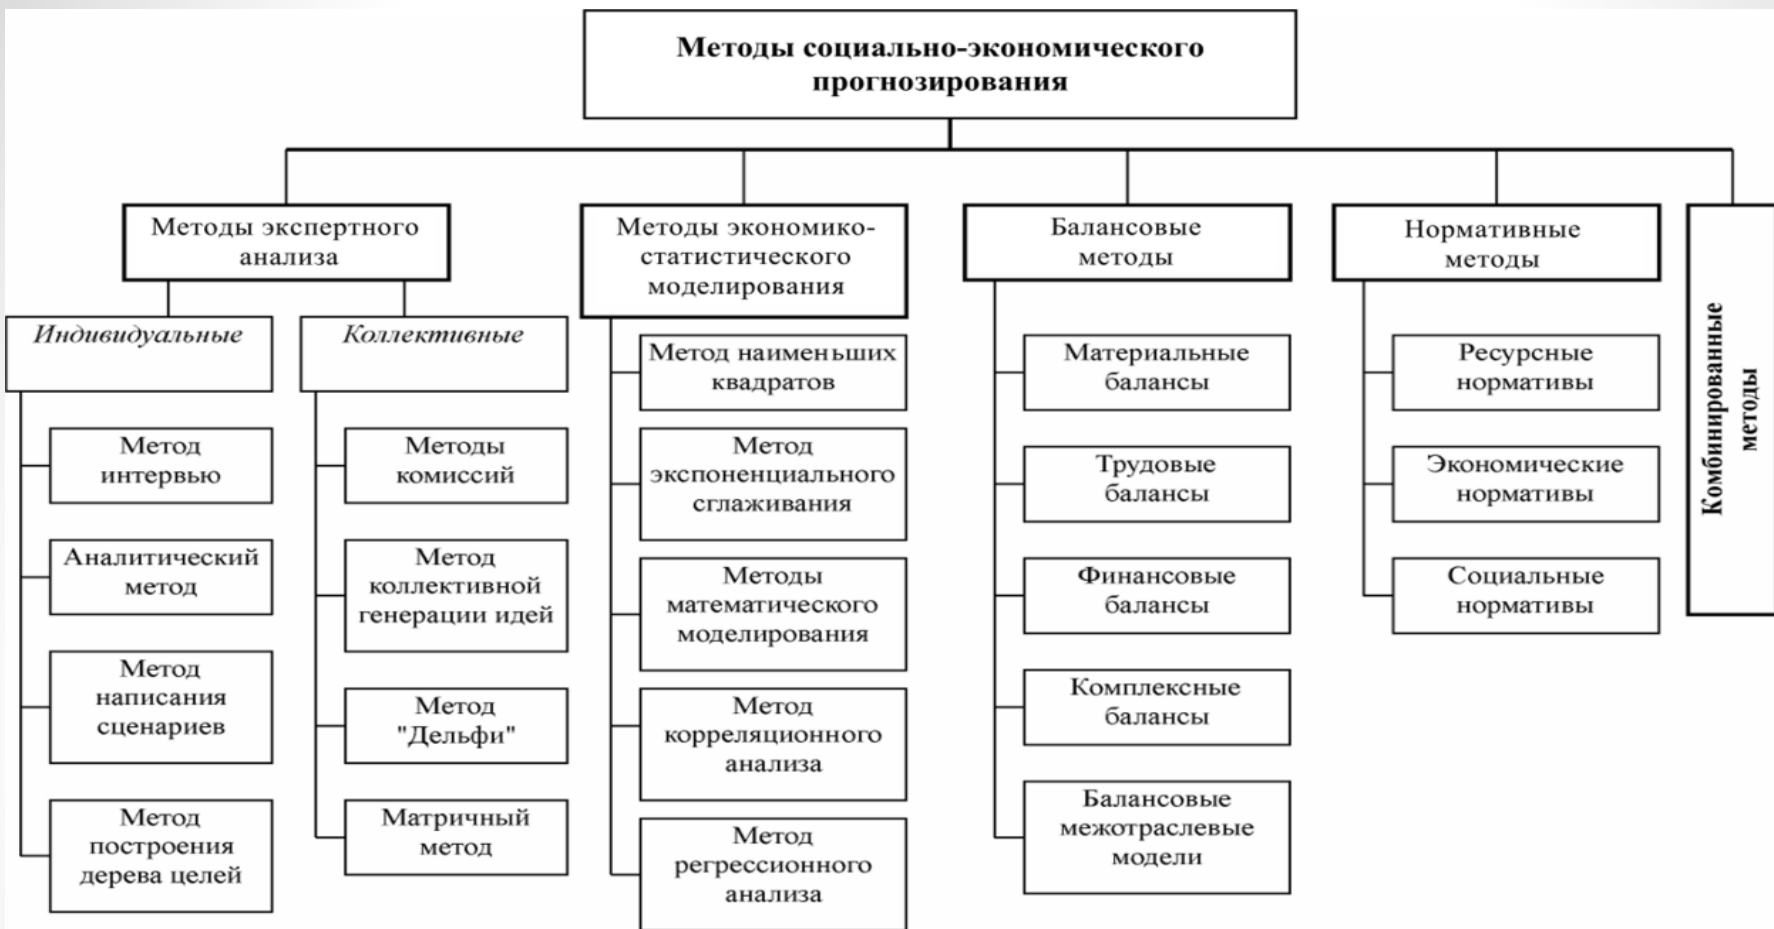 Методы социально-экономического
прогнозирования
Методы экспертного
анализа
Индивидуальные
Метод
интервью
Аналитический
метод
Метод
написания
сценариев
Метод
построения
дерева целей
Коллективные
Методы
комиссий
Метод
коллективной
генерации идей
Метод
"Дельфи"
Матричный
метод
Методы экономико-
статистического
моделирования
Метод наименьших
квадратов
Метод
экспоненциального
сглаживания
Методы
математического
моделирования
Метод
корреляционного
анализа
Метод
регрессионного
анализа
Балансовые
методы
Материальные
балансы
Трудовые
балансы
Финансовые
балансы
Комплексные
балансы
Балансовые
межотраслевые
модели
Нормативные
методы
Ресурсные
нормативы
Экономические
нормативы
Социальные
нормативы
Комбинированные
методы